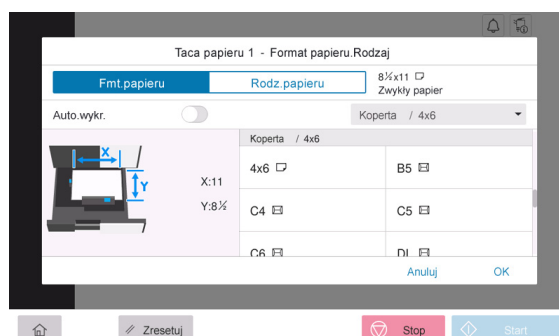 Taca papieru 1 - Format papieru.Rodzaj
Fmt.papieru
Rodz.papieru
8½x11
Zwykły papier
Auto.wykr.
Koperta / 4x6
Koperta / 4x6
X
Y
X:11
Y:8½
4x6
B5
C4
C5
C6
DL
Anuluj
OK
Zresetuj
Stop
Start